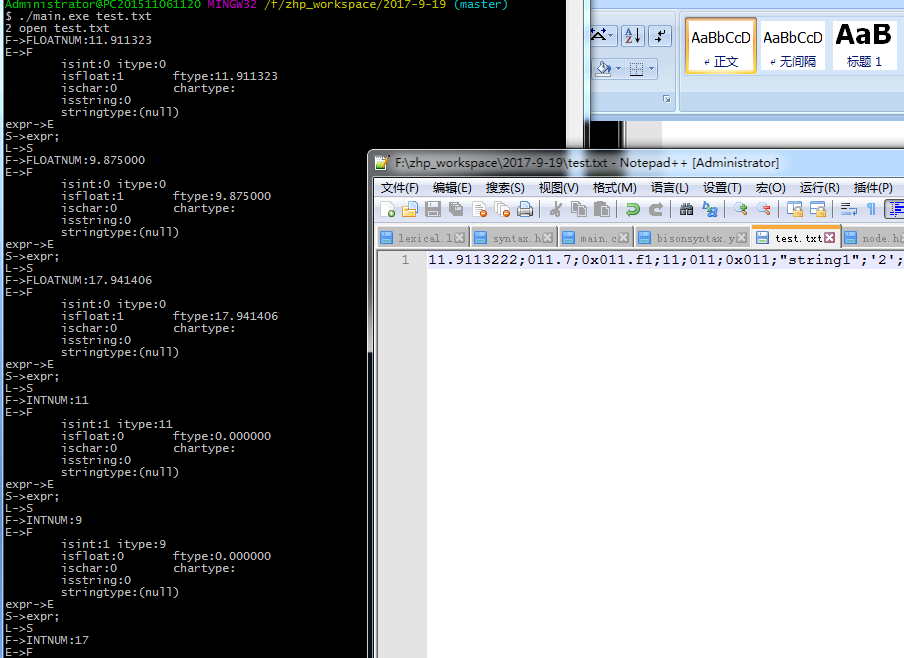 Administrator@PC201511061120 MINGW32 /f/zhp_workspace/2017-9-19 (master)
$ ./main.exe test.txt
2 open test.txt
F->FLOATNUM:11.911323
E->F
isint:0 itype:0
isfloat:1 ftype:11.911323
ischar:0 chartype:
isstring:0
stringtype:(null)
expr->E
S->expr;
L->S
F->FLOATNUM:9.875000
E->F
isint:0 itype:0
isfloat:1 ftype:9.875000
ischar:0 chartype:
isstring:0
stringtype:(null)
expr->E
S->expr;
L->S
F->FLOATNUM:17.941406
E->F
isint:0 itype:0
isfloat:1 ftype:17.941406
ischar:0 chartype:
isstring:0
stringtype:(null)
expr->E
S->expr;
L->S
F->INTNUM:11
E->F
isint:1 itype:11
isfloat:0 ftype:0.000000
ischar:0 chartype:
isstring:0
stringtype:(null)
expr->E
S->expr;
L->S
F->INTNUM:9
E->F
isint:1 itype:9
isfloat:0 ftype:0.000000
ischar:0 chartype:
isstring:0
stringtype:(null)
expr->E
S->expr;
L->S
F->INTNUM:17
E->F
AaBbCcD AaBbCcD AaB
正文 无间隔 标题 1
F:\zhp_workspace\2017-9-19\test.txt - Notepad++ [Administrator]
文件(F) 编辑(E) 搜索(S) 视图(V) 格式(M) 语言(L) 设置(T) 宏(O) 运行(R) 插件(P)
lexical.l syntax.h main.c bisonsyntax.y test.txt node.h
1 11.9113222;011.7;0x011.f1;11;011;0x011;"string1";'2';